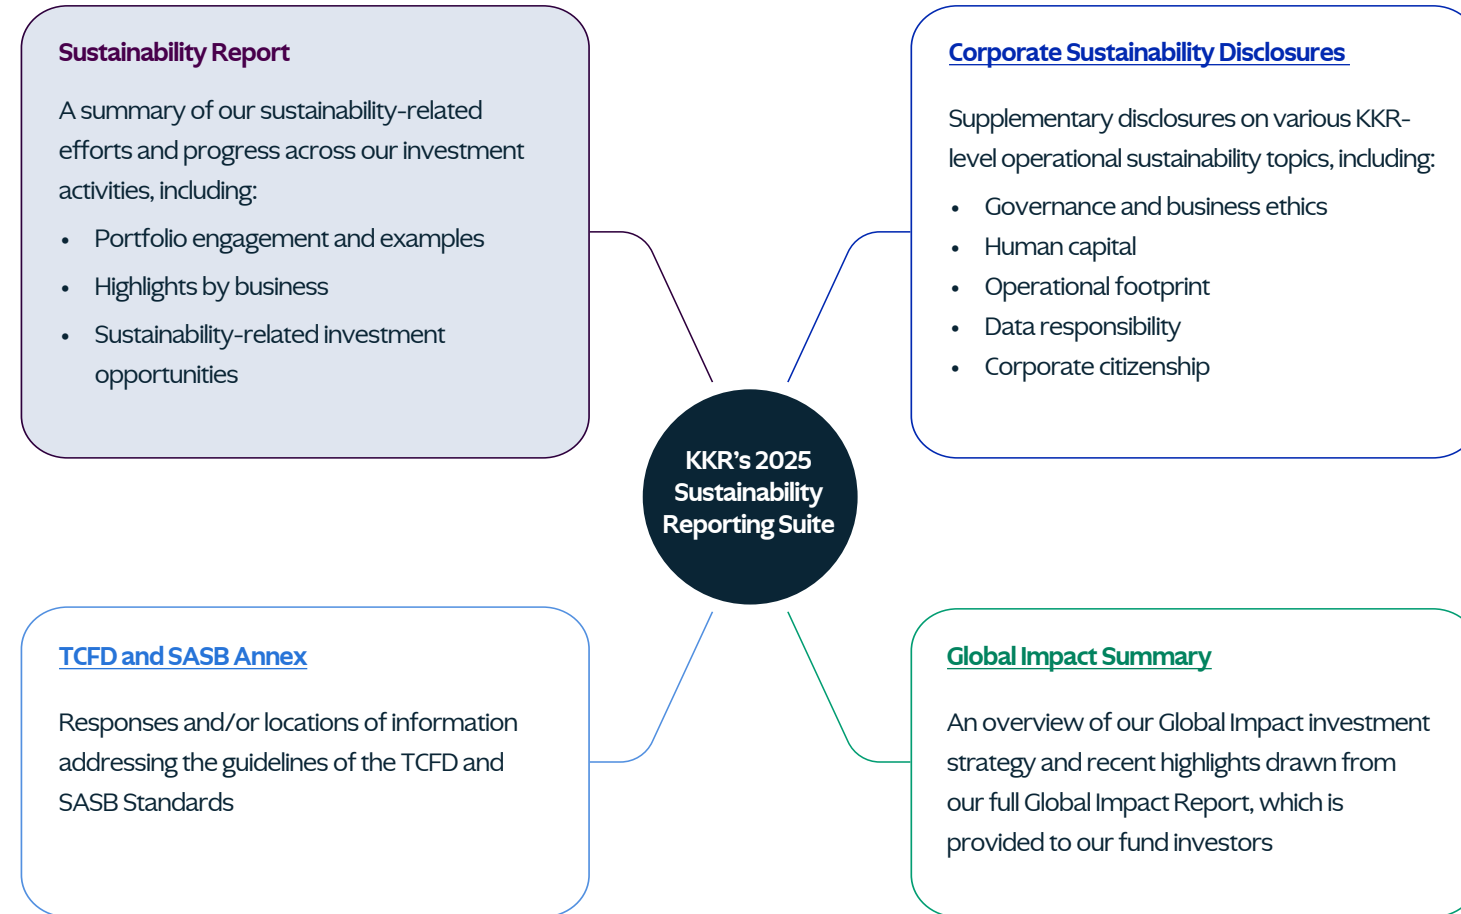 Sustainability Report
A summary of our sustainability-related
efforts and progress across our investment
activities, including:
• Portfolio engagement and examples
• Highlights by business
• Sustainability-related investment
opportunities
Corporate Sustainability Disclosures
Supplementary disclosures on various KKR-
level operational sustainability topics, including:
• Governance and business ethics
• Human capital
• Operational footprint
• Data responsibility
• Corporate citizenship
KKR’s 2025
Sustainability
Reporting Suite
TCFD and SASB Annex
Responses and/or locations of information
addressing the guidelines of the TCFD and
SASB Standards
Global Impact Summary
An overview of our Global Impact investment
strategy and recent highlights drawn from
our full Global Impact Report, which is
provided to our fund investors